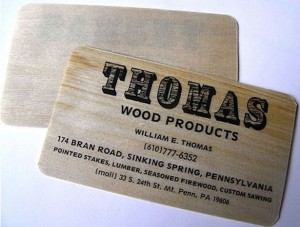 THOMAS
WOOD PRODUCTS
WILLIAM E. THOMAS
(610)777-6352
174 BRAN ROAD, SINKING SPRING, PENNSYLVANIA
POINTED STAKES, LUMBER, SEASONED FIREWOOD, CUSTOM SAWING
(mail) 33 S. 24th St. Mt. Penn, PA 19606